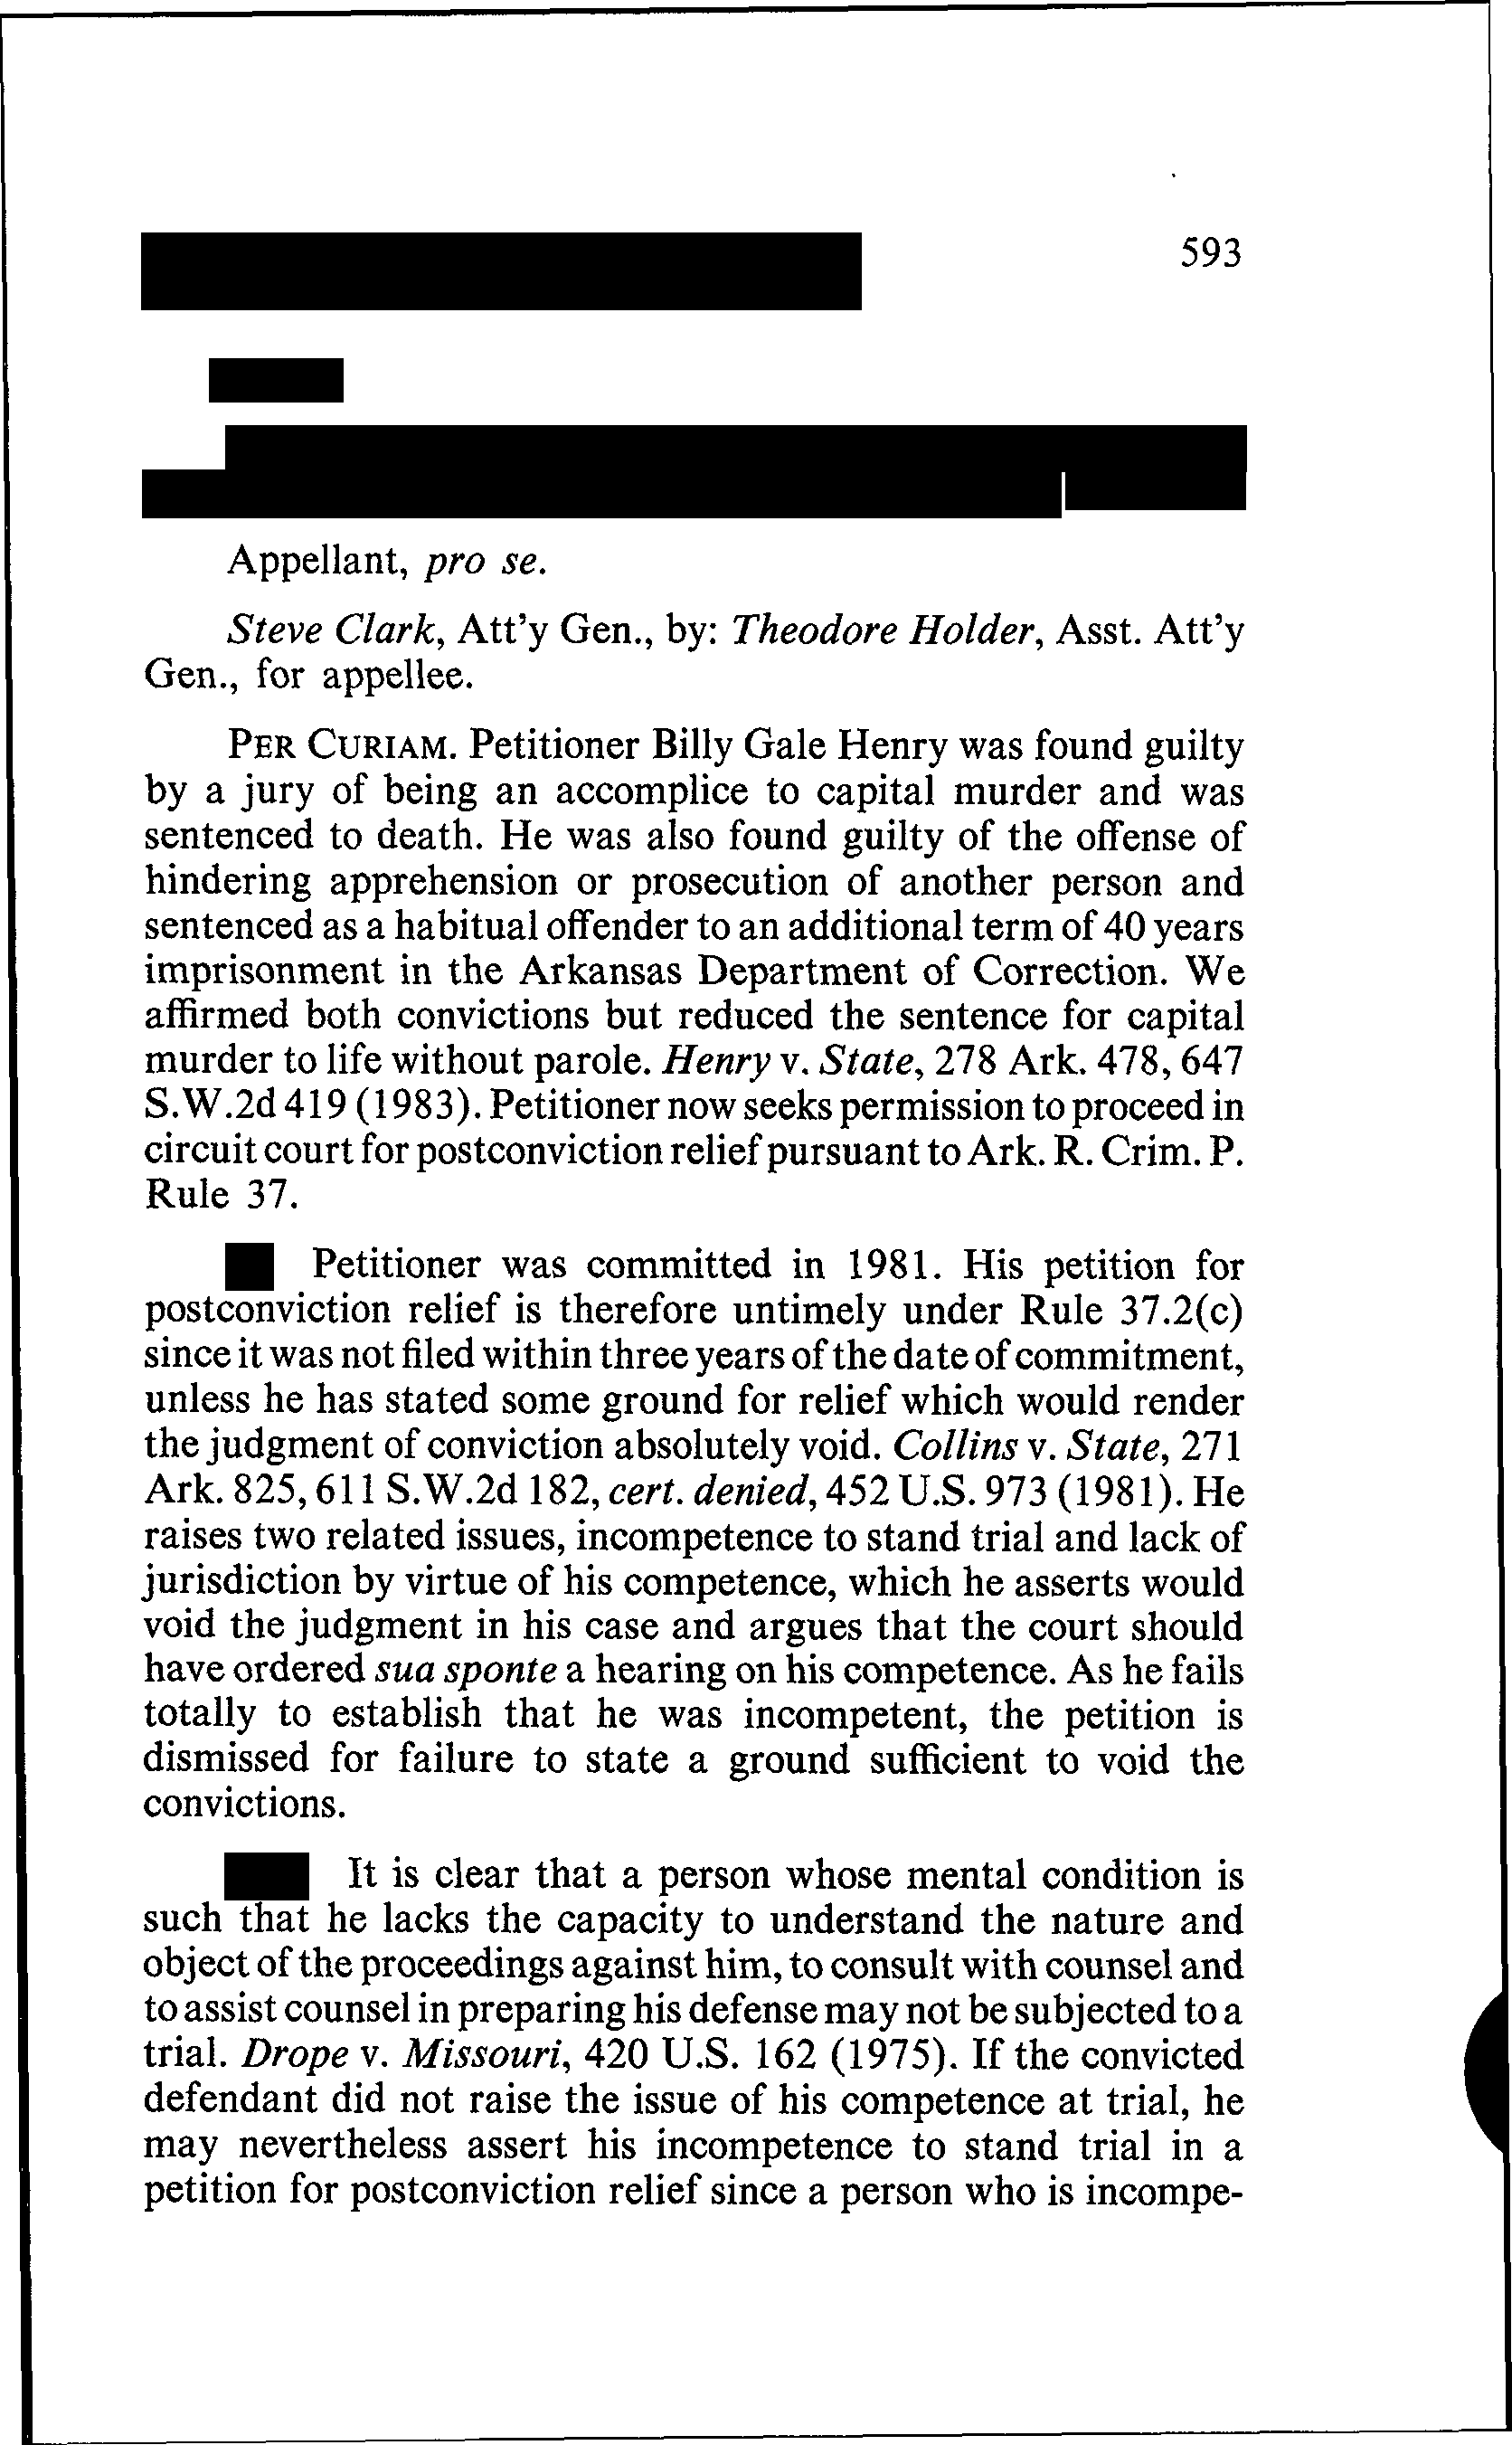 593
Appellant, pro se.
Steve Clark, Att'y Gen., by: Theodore Holder, Asst. Att'y
Gen., for appellee.
PER CURIAM. Petitioner Billy Gale Henry was found guilty
by a jury of being an accomplice to capital murder and was
sentenced to death. He was also found guilty of the offense of
hindering apprehension or prosecution of another person and
sentenced as a habitual offender to an additional term of 40 years
imprisonment in the Arkansas Department of Correction. We
affirmed both convictions but reduced the sentence for capital
murder to life without parole. Henry v. State, 278 Ark. 478, 647
S.W.2d 419 (1983). Petitioner now seeks permission to proceed in
circuit court for postconviction relief pursuant to Ark. R. Crim. P.
Rule 37.
Petitioner was committed in 1981. His petition for
postconviction relief is therefore untimely under Rule 37.2(c)
since it was not filed within three years of the date of commitment,
unless he has stated some ground for relief which would render
the judgment of conviction absolutely void. Collins v. State, 271
Ark. 825, 611 S.W.2d 182, cert. denied, 452 U.S. 973 (1981). He
raises two related issues, incompetence to stand trial and lack of
jurisdiction by virtue of his competence, which he asserts would
void the judgment in his case and argues that the court should
have ordered sua sponte a hearing on his competence. As he fails
totally to establish that he was incompetent, the petition is
dismissed for failure to state a ground sufficient to void the
convictions.
It is clear that a person whose mental condition is
such that he lacks the capacity to understand the nature and
object of the proceedings against him, to consult with counsel and
to assist counsel in preparing his defense may not be subjected to a
trial. Drope v. Missouri, 420 U.S. 162 (1975). If the convicted
defendant did not raise the issue of his competence at trial, he
may nevertheless assert his incompetence to stand trial in a
petition for postconviction relief since a person who is incompe-